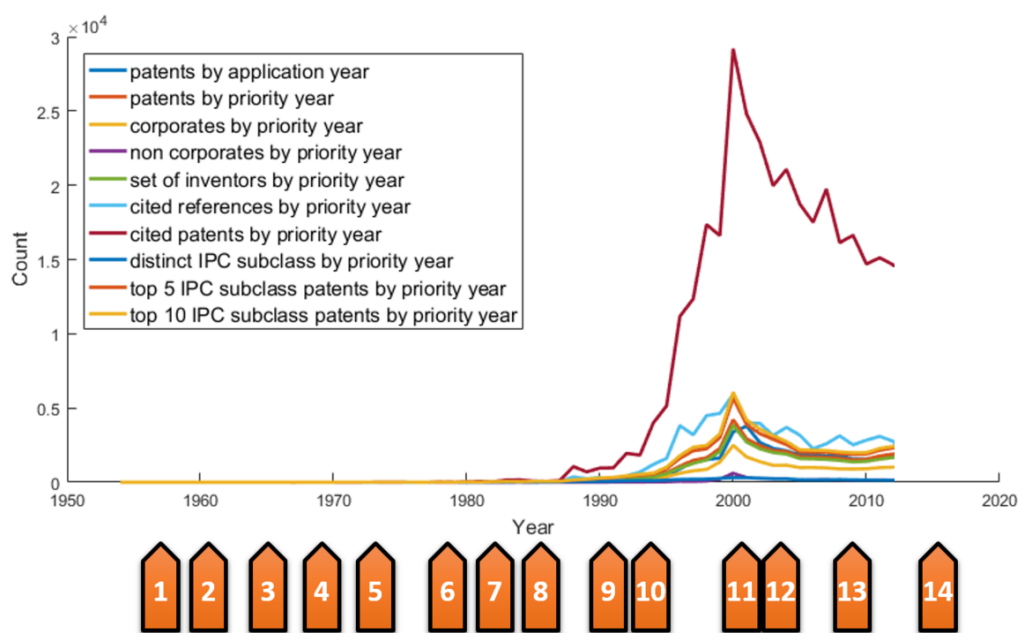 ×10⁴
3
2.5
2
1.5
1
0.5
0
Count
patents by application year
patents by priority year
corporates by priority year
non corporates by priority year
set of inventors by priority year
cited references by priority year
cited patents by priority year
distinct IPC subclass by priority year
top 5 IPC subclass patents by priority year
top 10 IPC subclass patents by priority year
1950 1960 1970 1980 1990 2000 2010 2020
Year
1 2 3 4 5 6 7 8 9 10 11 12 13 14